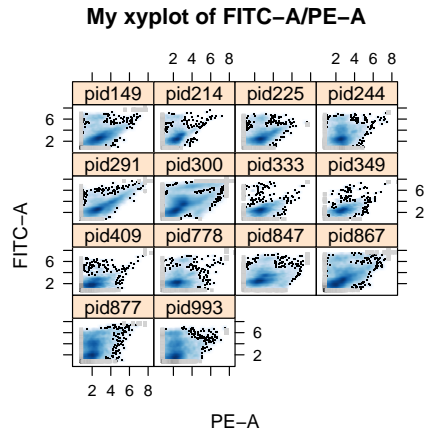 My xyplot of FITC−A/PE−A
2 4 6 8 2 4 6 8
pid149 pid214 pid225 pid244
6
2
pid291 pid300 pid333 pid349
6
2
pid409 pid778 pid847 pid867
6
2
pid877 pid993
6
2
2 4 6 8 2 4 6 8
FITC−A
PE−A